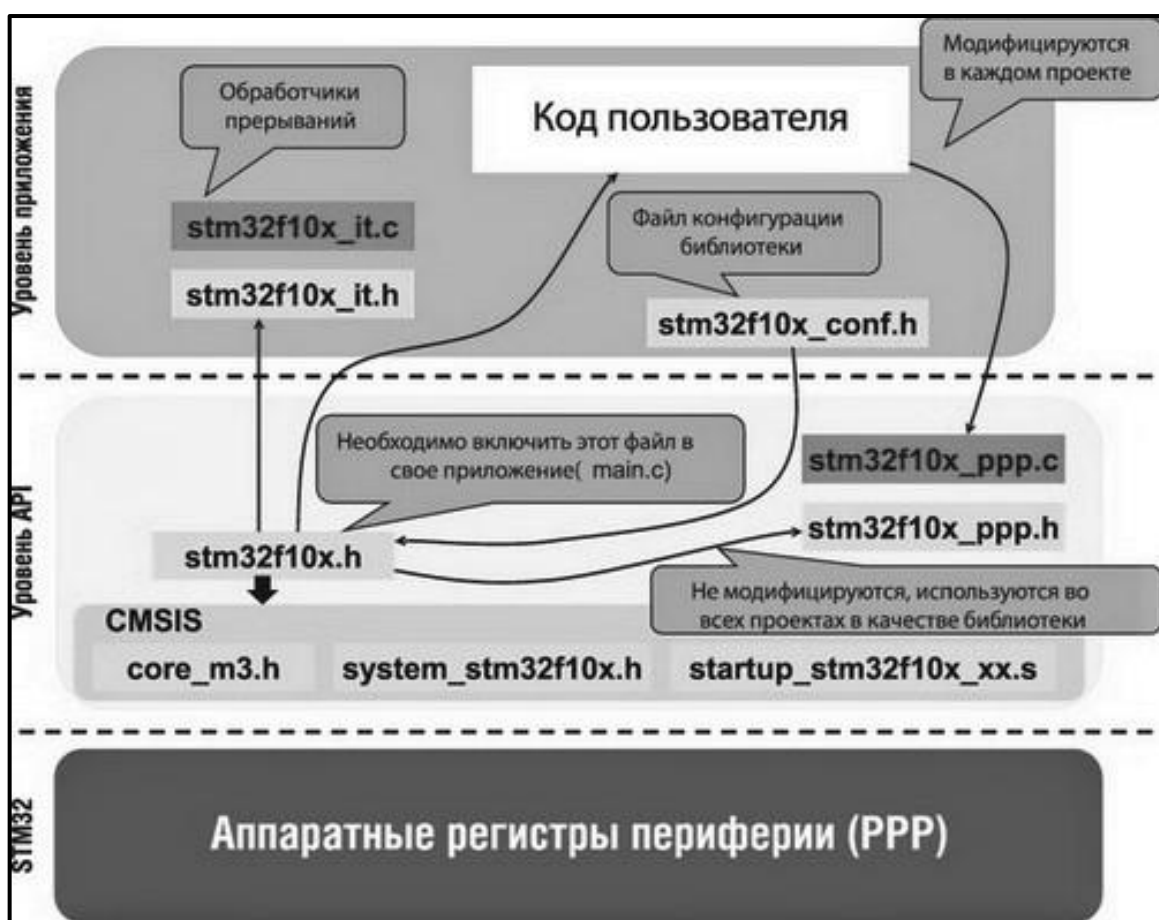 Модифицируются
в каждом проекте
Обработчики
прерываний
Код пользователя
Уровень приложения
stm32f10x_it.c
Файл конфигурации
библиотеки
stm32f10x_it.h
stm32f10x_conf.h
Необходимо включить этот файл в
свое приложение( main.c)
stm32f10x_ppp.c
Уровень API
stm32f10x_ppp.h
stm32f10x.h
Не модифицируются, используются во
всех проектах в качестве библиотеки
CMSIS
core_m3.h
system_stm32f10x.h
startup_stm32f10x_xx.s
STM32
Аппаратные регистры периферии (PPP)